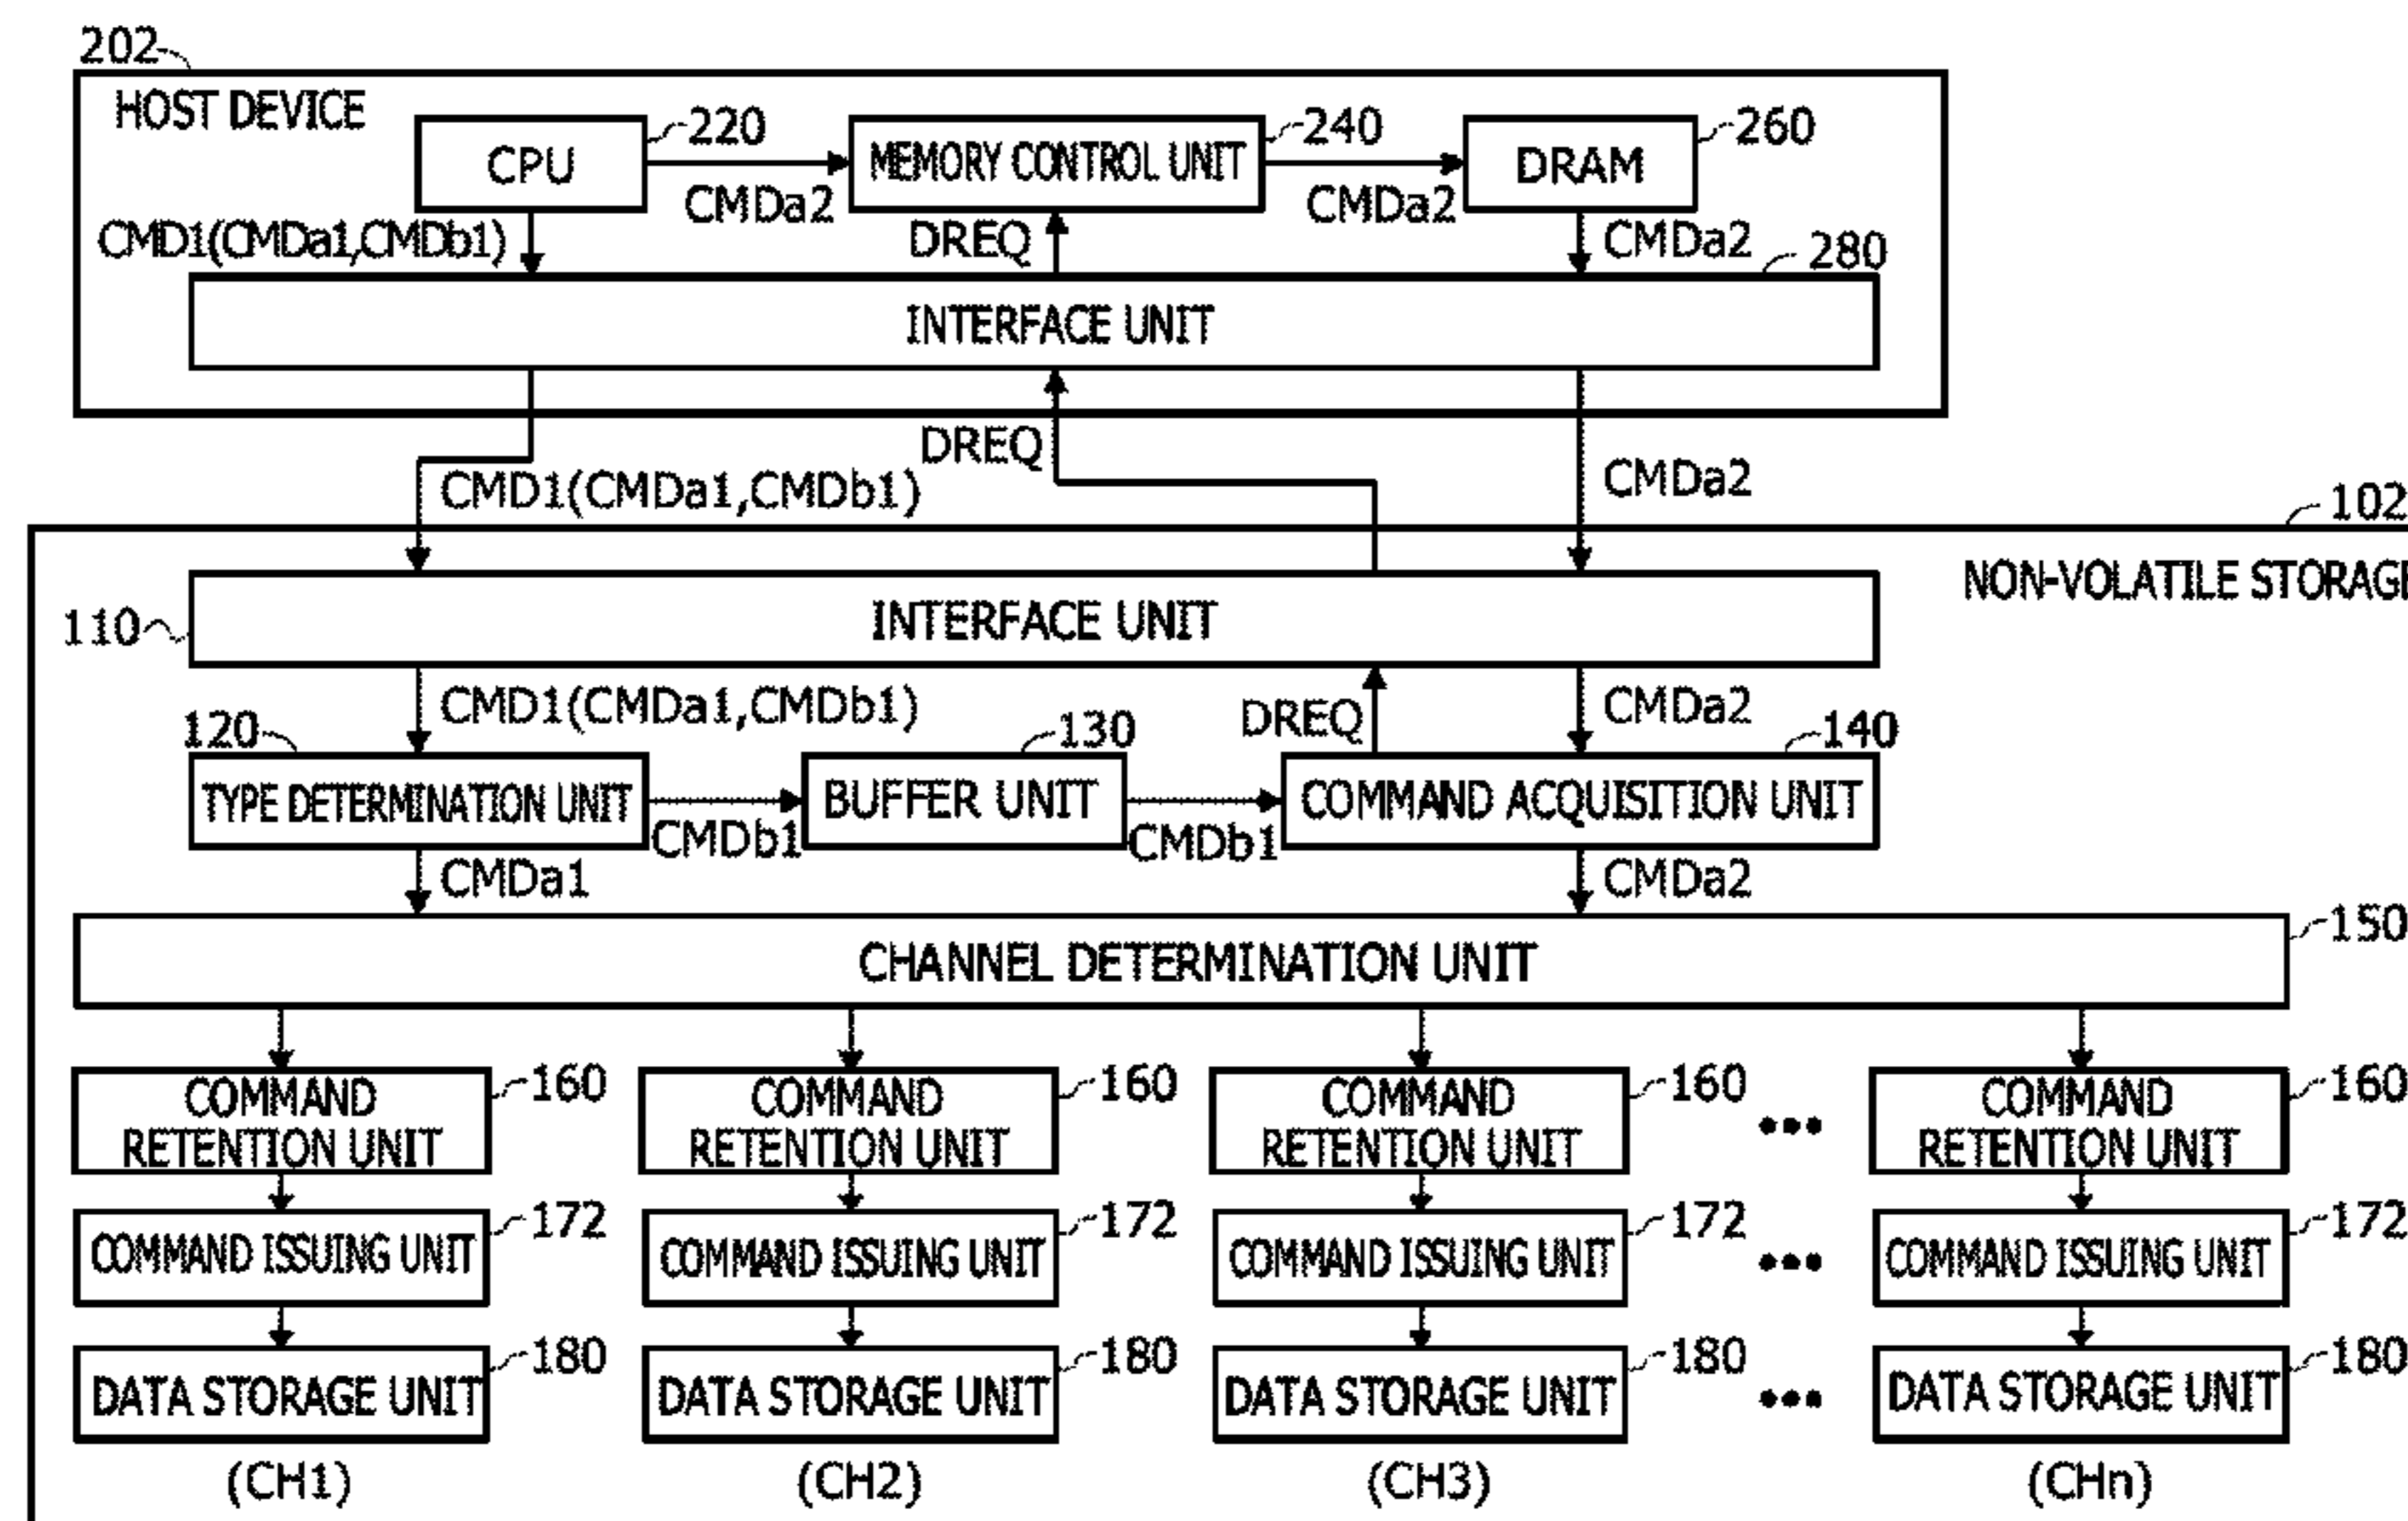 202
HOST DEVICE
220
240
260
CPU
MEMORY CONTROL UNIT
DRAM
CMDa2
CMDa2
CMD1(CMDa1,CMDb1)
DREQ
CMDa2
280
INTERFACE UNIT
DREQ
CMD1(CMDa1,CMDb1)
CMDa2
102
NON-VOLATILE STORAGE
110
INTERFACE UNIT
CMD1(CMDa1,CMDb1)
DREQ
CMDa2
120
130
140
TYPE DETERMINATION UNIT
BUFFER UNIT
COMMAND ACQUISITION UNIT
CMDb1
CMDb1
CMDa1
CMDa2
150
CHANNEL DETERMINATION UNIT
COMMAND
RETENTION UNIT
160
COMMAND
RETENTION UNIT
160
COMMAND
RETENTION UNIT
160
•••
COMMAND
RETENTION UNIT
160
COMMAND ISSUING UNIT
172
COMMAND ISSUING UNIT
172
COMMAND ISSUING UNIT
172
•••
COMMAND ISSUING UNIT
172
DATA STORAGE UNIT
180
DATA STORAGE UNIT
180
DATA STORAGE UNIT
180
•••
DATA STORAGE UNIT
180
(CH1)
(CH2)
(CH3)
(CHn)